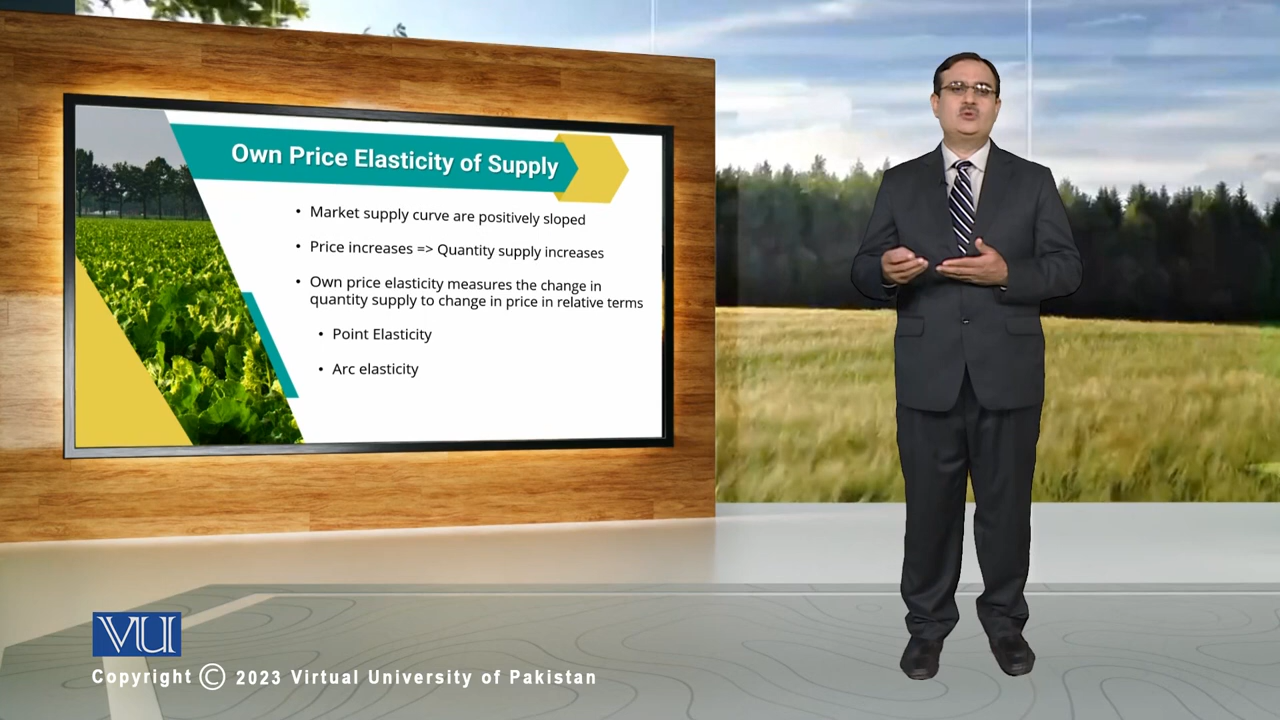 Own Price Elasticity of Supply
• Market supply curve are positively sloped
• Price increases => Quantity supply increases
• Own price elasticity measures the change in
quantity supply to change in price in relative terms
• Point Elasticity
• Arc elasticity
VU
Copyright © 2023 Virtual University of Pakistan